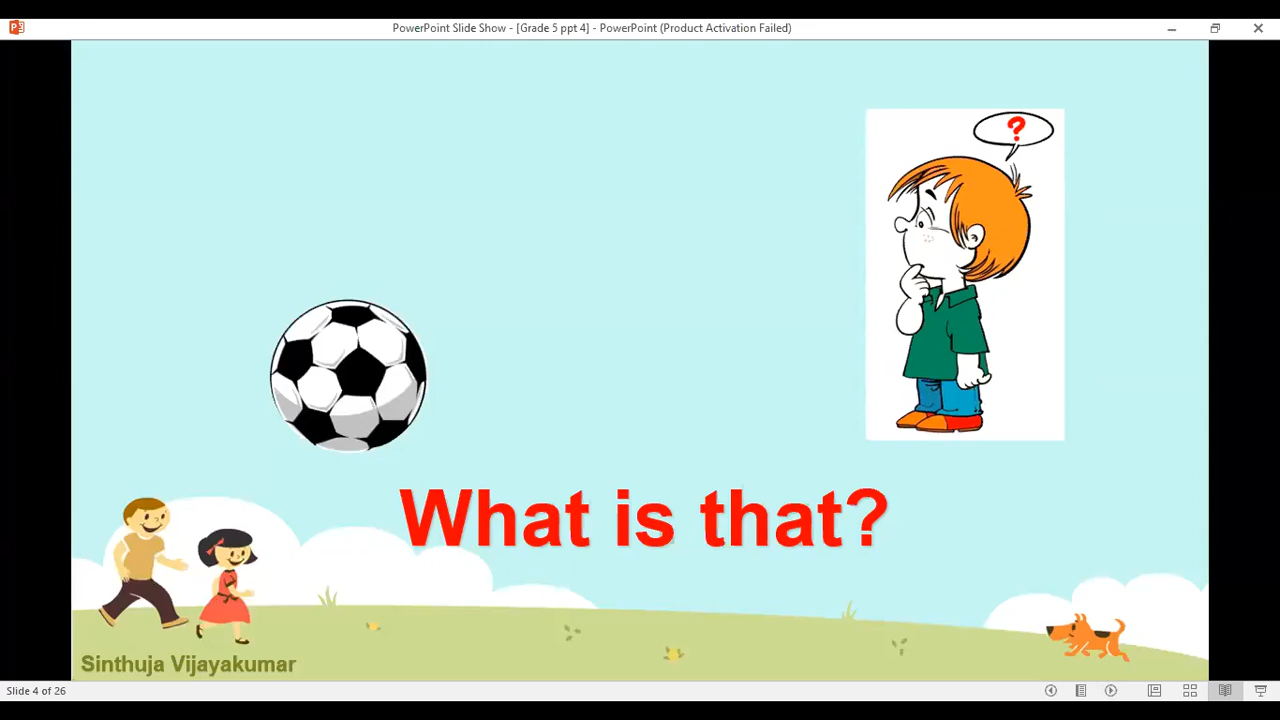 PowerPoint Slide Show - [Grade 5 ppt 4] - PowerPoint (Product Activation Failed)
?
What is that?
Sinthuja Vijayakumar
Slide 4 of 26